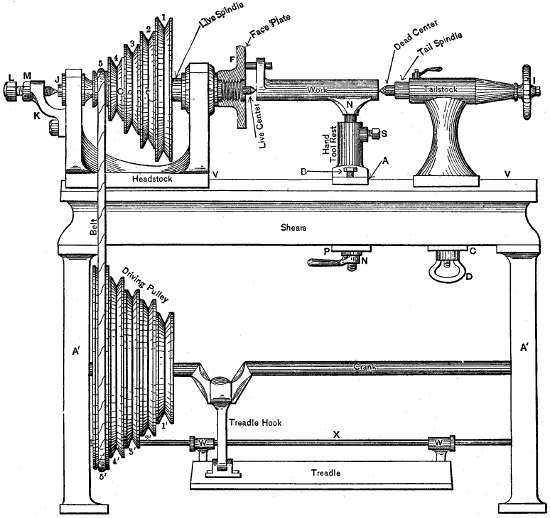 Live Spindle
Face Plate
Dead Center
Tail Spindle
1
2
3
4
5
L
M
J
K
C
C
F
I
Work
Tailstock
Live Center
N
Hand
Tool Rest
S
B
A
Headstock
V
V
Belt
Shears
P
N
C
D
Driving Pulley
A'
A'
Crank
1'
2'
3'
4'
5'
Treadle Hook
X
W
W
Treadle